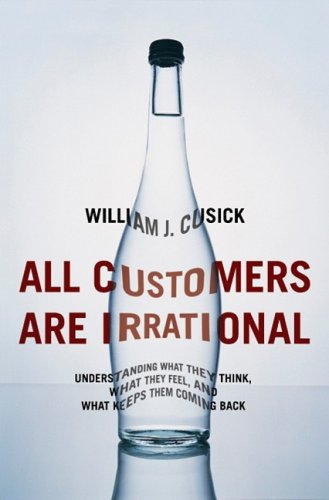 WILLIAM J. CUSICK
ALL CUSTOMERS
ARE IRRATIONAL
UNDERSTANDING WHAT THEY THINK,
WHAT THEY FEEL, AND
WHAT KEEPS THEM COMING BACK